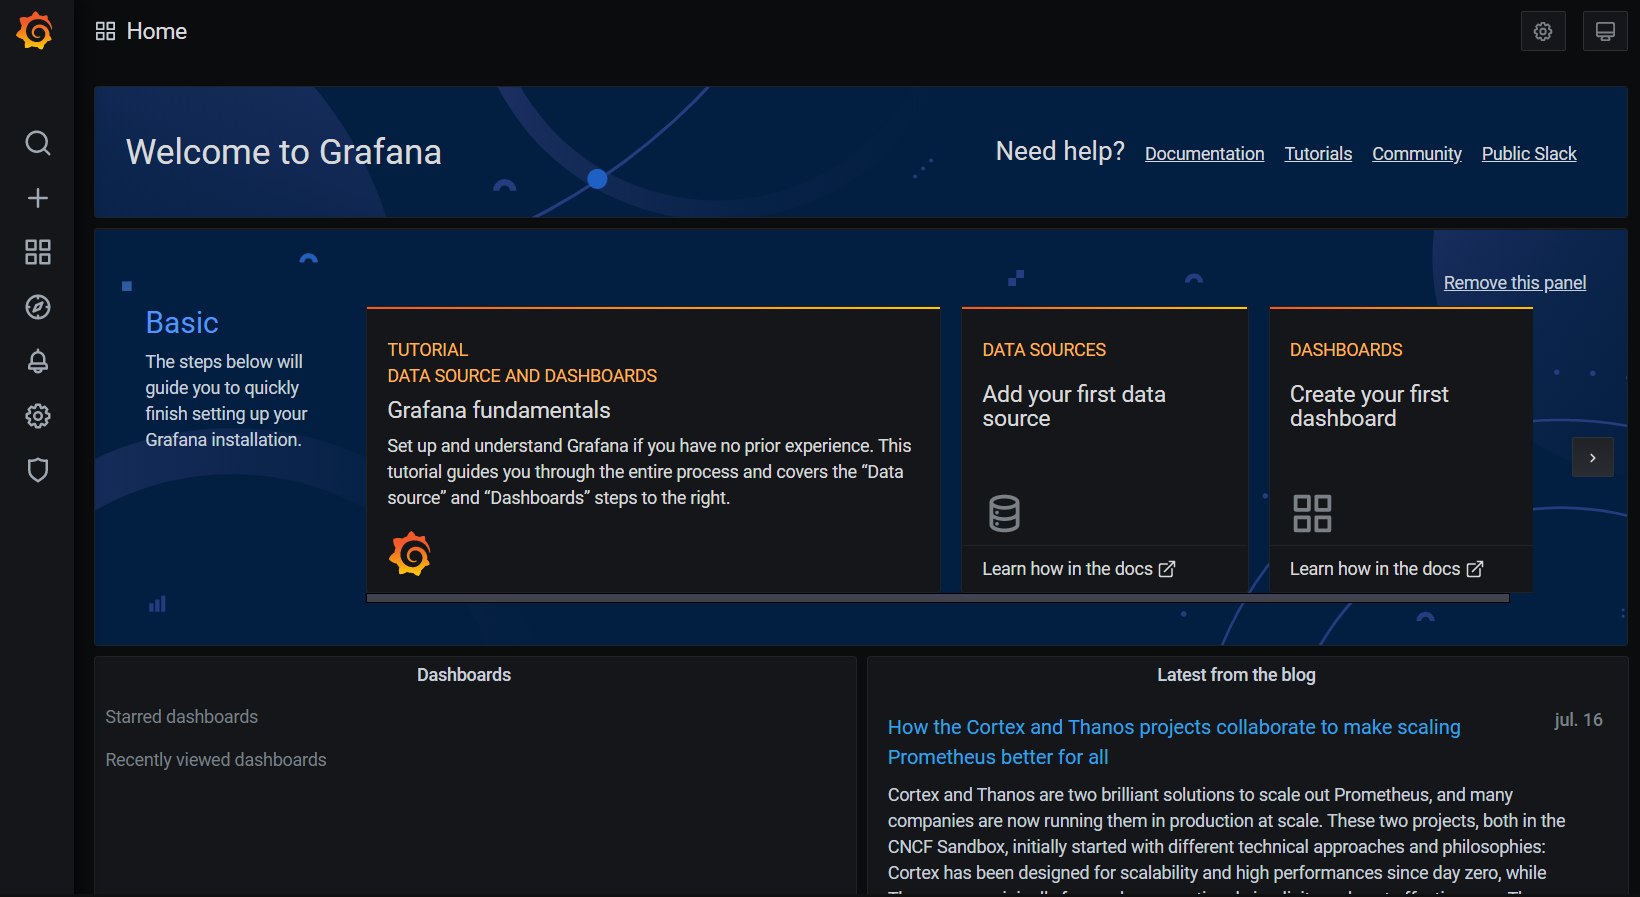 Home
Welcome to Grafana
Need help? Documentation Tutorials Community Public Slack
Remove this panel
Basic
The steps below will
guide you to quickly
finish setting up your
Grafana installation.
TUTORIAL
DATA SOURCE AND DASHBOARDS
Grafana fundamentals
Set up and understand Grafana if you have no prior experience. This
tutorial guides you through the entire process and covers the “Data
source” and “Dashboards” steps to the right.
DATA SOURCES
Add your first data
source
Learn how in the docs
DASHBOARDS
Create your first
dashboard
Learn how in the docs
Dashboards
Starred dashboards
Recently viewed dashboards
Latest from the blog
How the Cortex and Thanos projects collaborate to make scaling
Prometheus better for all
jul. 16
Cortex and Thanos are two brilliant solutions to scale out Prometheus, and many
companies are now running them in production at scale. These two projects, both in the
CNCF Sandbox, initially started with different technical approaches and philosophies:
Cortex has been designed for scalability and high performances since day zero, while